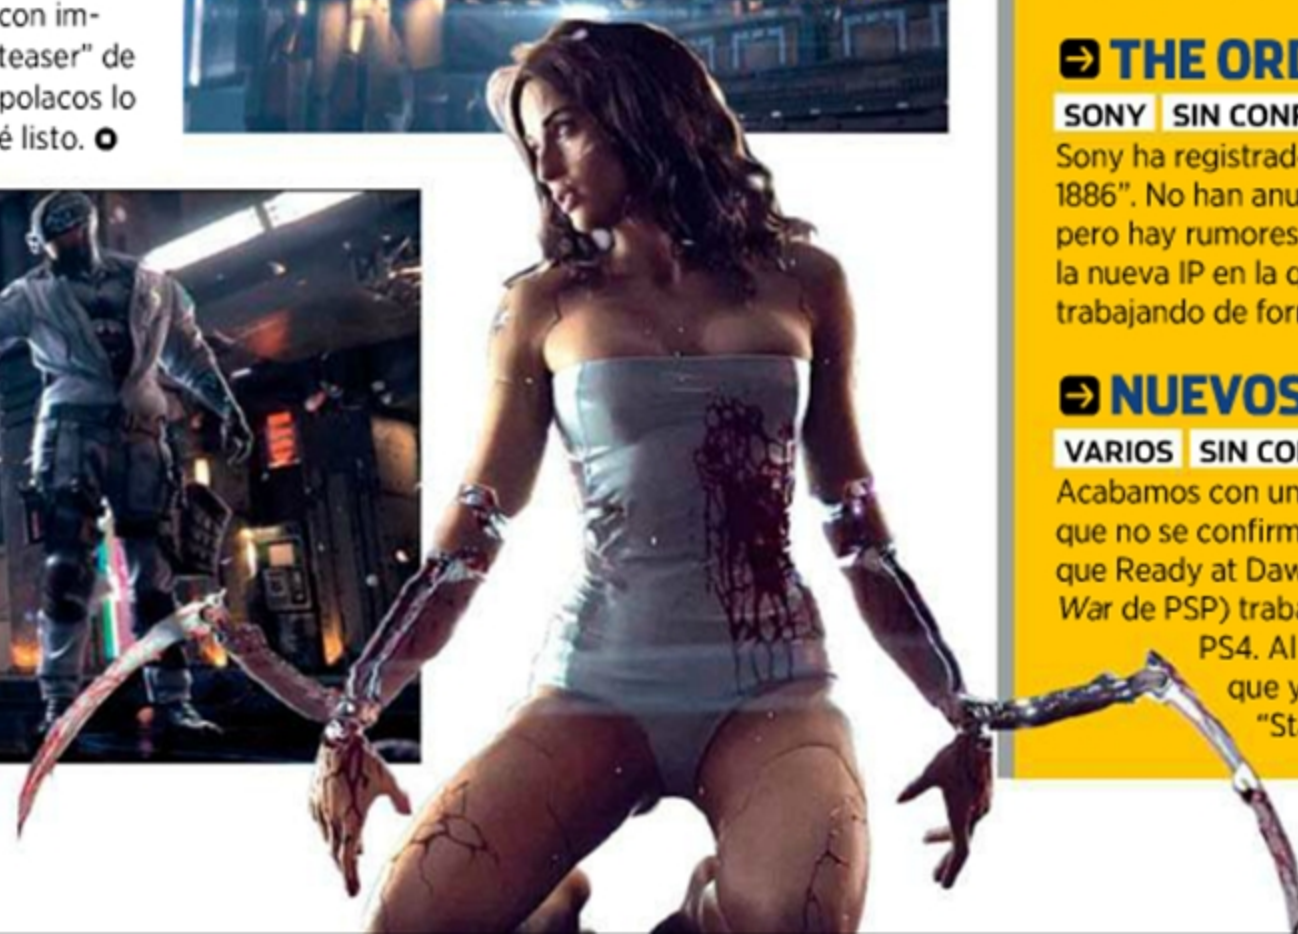 con im-
teaser" de
polacos lo
é listo.
THE ORD
SONY SIN CONF
Sony ha registrad
1886". No han anu
pero hay rumores
la nueva IP en la
trabajando de for
NUEVOS
VARIOS SIN CO
Acabamos con un
que no se confirm
que Ready at Daw
War de PSP) trab
PS4. Al
que y
"St